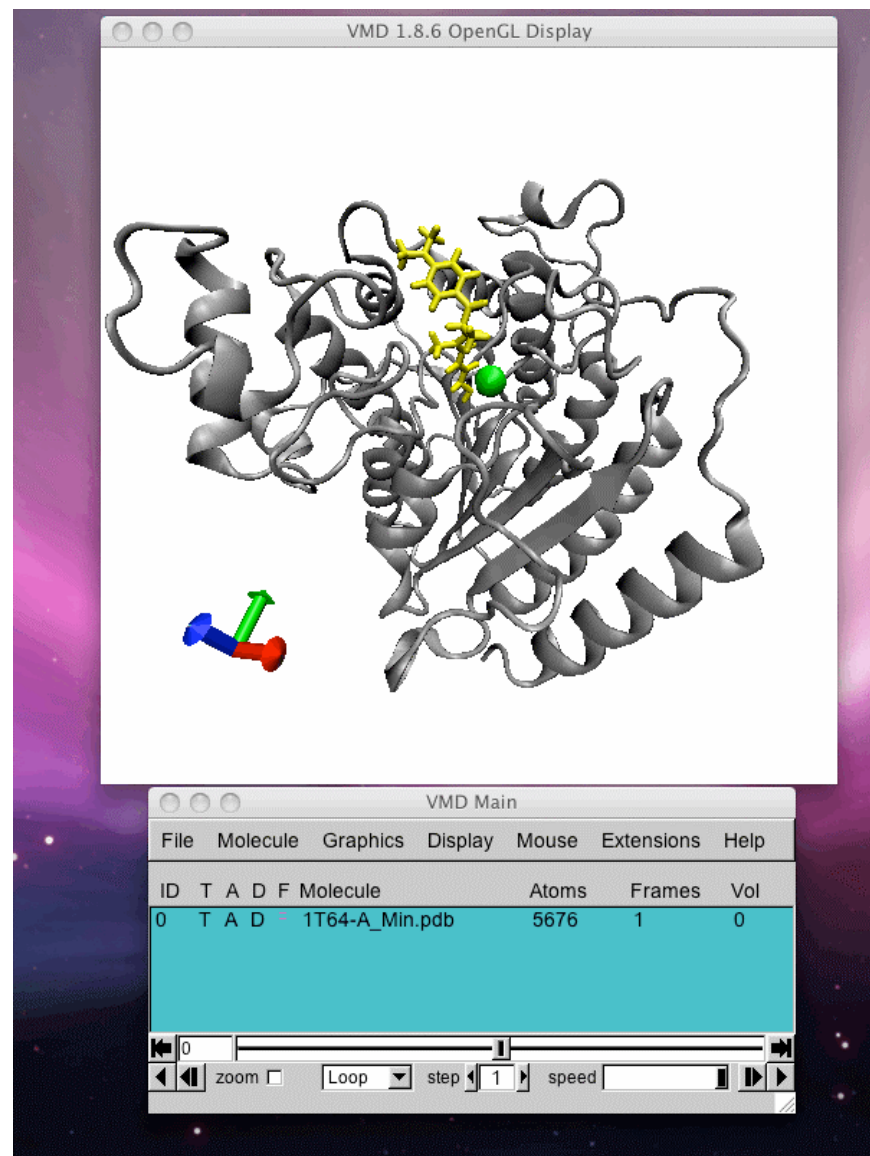 VMD 1.8.6 OpenGL Display
VMD Main
File Molecule Graphics Display Mouse Extensions Help
ID T A D F Molecule Atoms Frames Vol
0 T A D F 1T64-A_Min.pdb 5676 1 0
0
zoom Loop step 1 speed